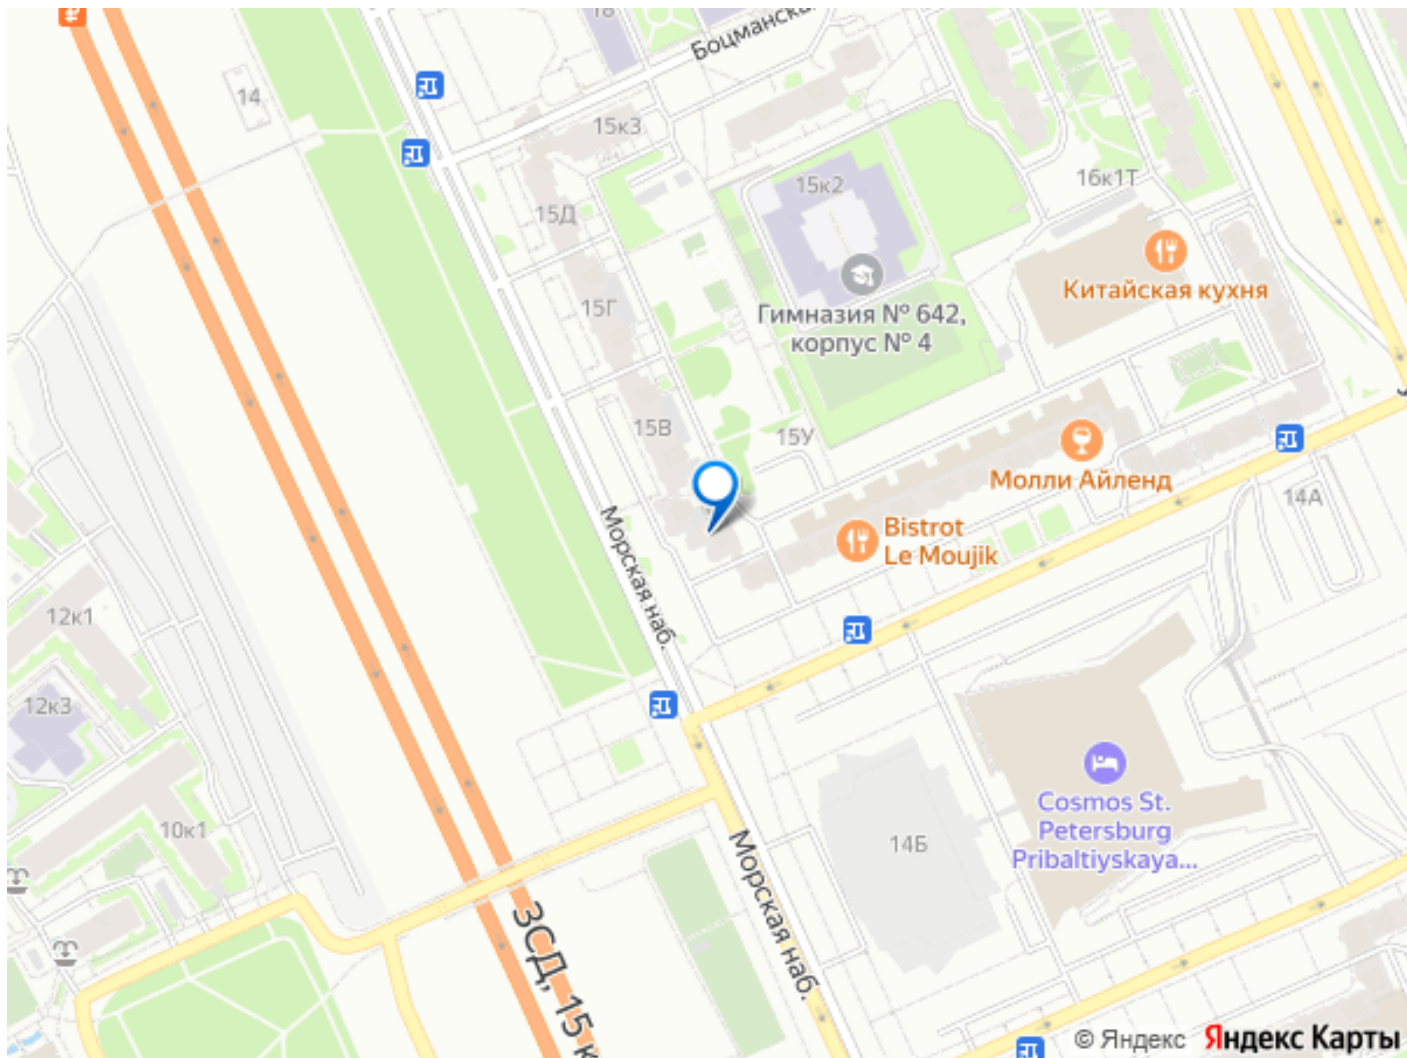 18
Боцманска
14
15к3
15к2
16к1Т
15Д
Китайская кухня
15Г
Гимназия № 642,
корпус № 4
15В
15У
Молли Айленд
14А
Морская наб.
Bistrot
Le Moujik
12к1
12к3
Cosmos St.
Petersburg
Pribaltiyskaya...
10к1
14Б
Морская наб.
ЗСД, 15 к
© Яндекс Яндекс Карты